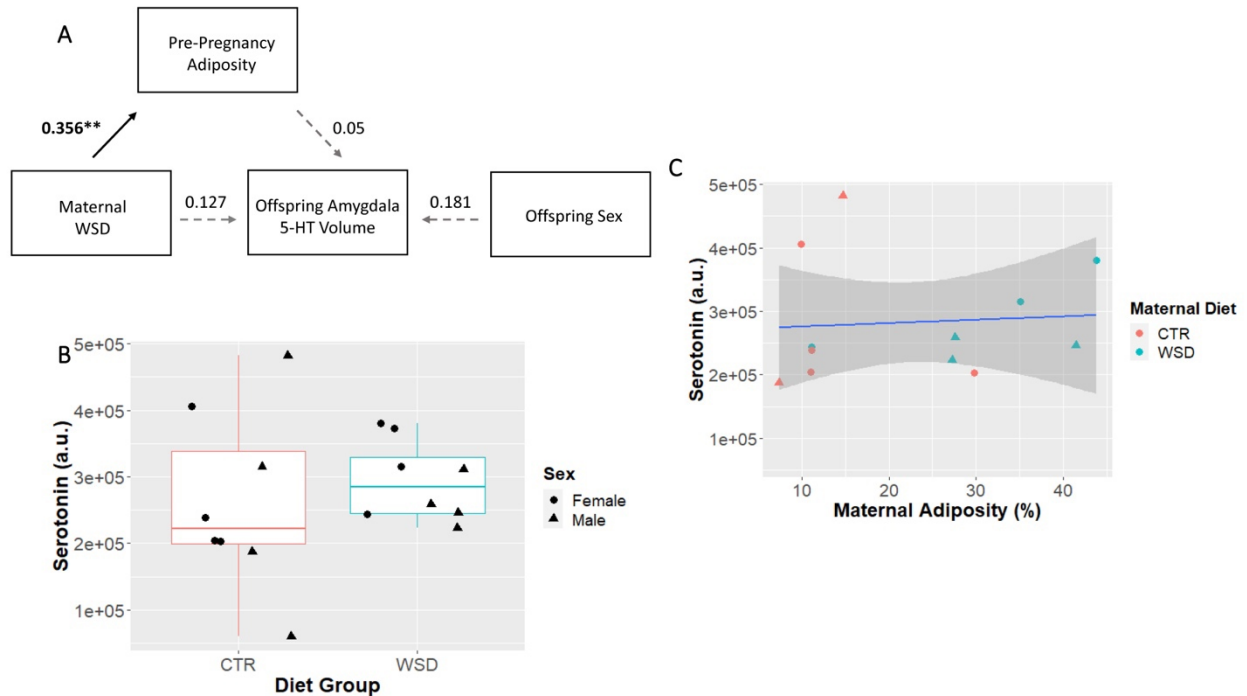 A
Pre-Pregnancy
Adiposity
0.356**
0.05
Maternal
WSD
0.127
Offspring Amygdala
5-HT Volume
0.181
Offspring Sex
B
Serotonin (a.u.)
5e+05
4e+05
3e+05
2e+05
1e+05
CTR
WSD
Diet Group
Sex
Female
Male
C
Serotonin (a.u.)
5e+05
4e+05
3e+05
2e+05
1e+05
10
20
30
40
Maternal Adiposity (%)
Maternal Diet
CTR
WSD